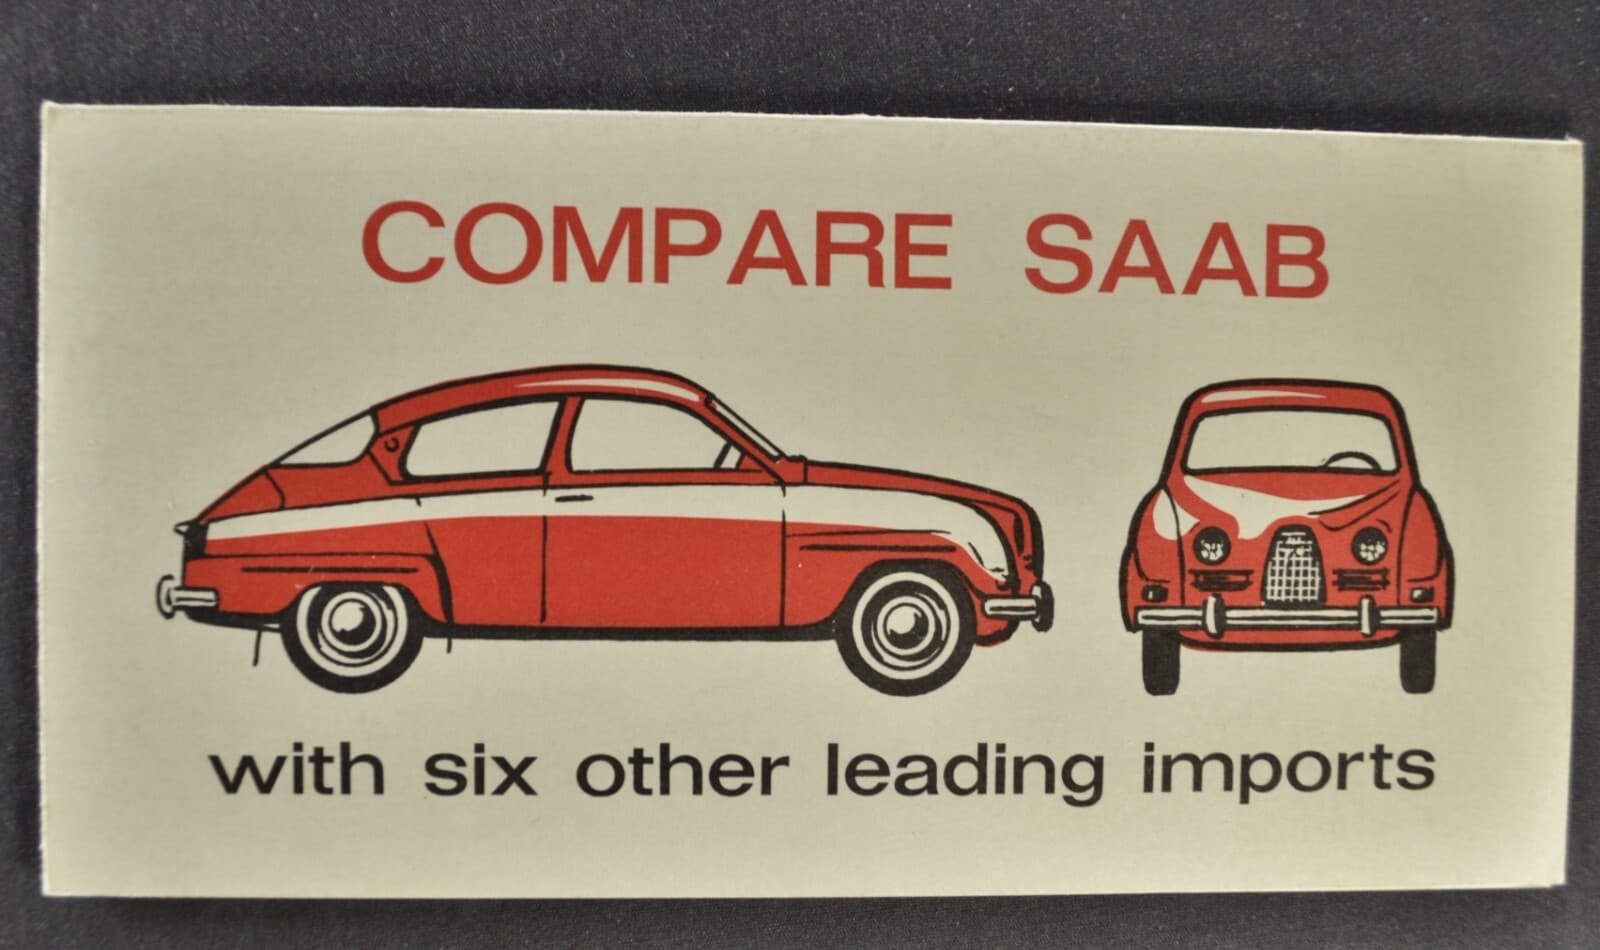 COMPARE SAAB
with six other leading imports